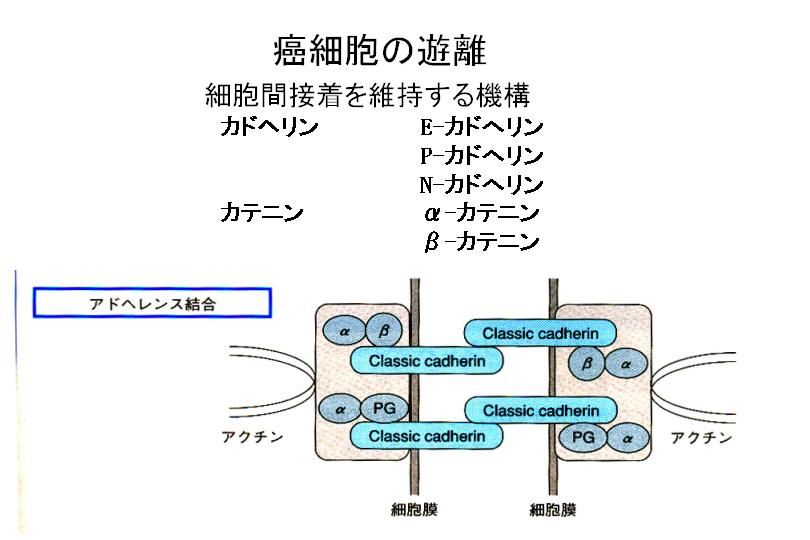 癌細胞の遊離
細胞間接着を維持する機構
カドヘリン E-カドヘリン
P-カドヘリン
N-カドヘリン
カテニン α-カテニン
β-カテニン
アドヘレンス結合
α β Classic cadherin
Classic cadherin β α
α PG Classic cadherin
Classic cadherin PG α
アクチン アクチン
細胞膜 細胞膜